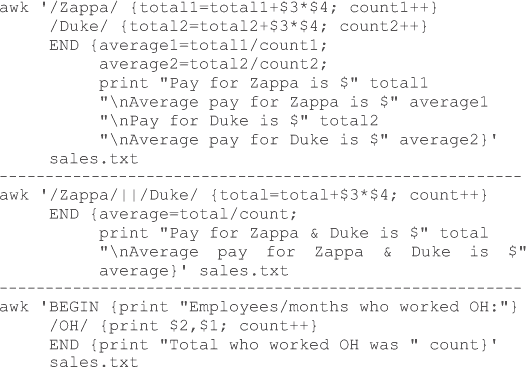 awk '/Zappa/ {total1=total1+$3*$4; count1++}
/Duke/ {total2=total2+$3*$4; count2++}
END {average1=total1/count1;
average2=total2/count2;
print "Pay for Zappa is $" total1
"\nAverage pay for Zappa is $" average1
"\nPay for Duke is $" total2
"\nAverage pay for Duke is $" average2}'
sales.txt
awk '/Zappa/||/Duke/ {total=total+$3*$4; count++}
END {average=total/count;
print "Pay for Zappa & Duke is $" total
"\nAverage pay for Zappa & Duke is $"
average}' sales.txt
awk 'BEGIN {print "Employees/months who worked OH:"}
/OH/ {print $2,$1; count++}
END {print "Total who worked OH was " count}'
sales.txt